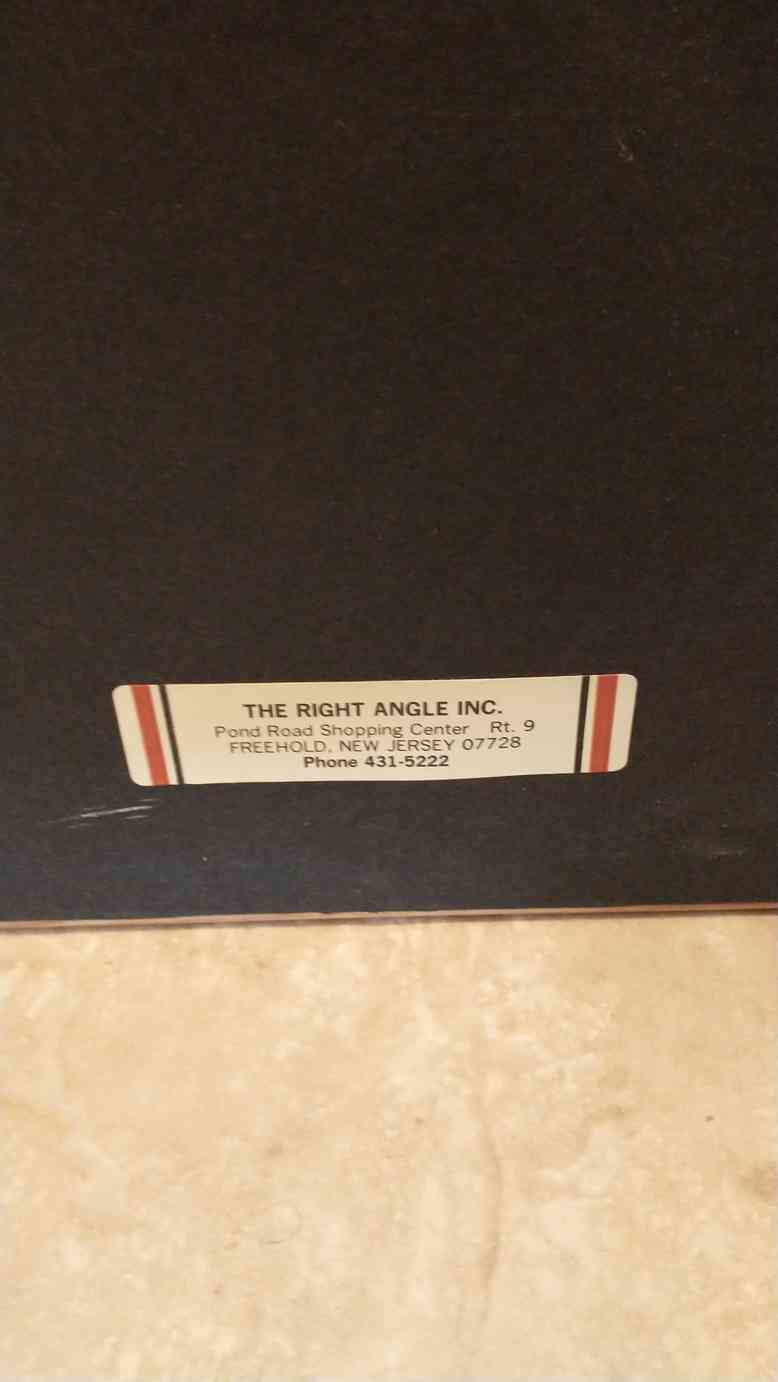 THE RIGHT ANGLE INC.
Pond Road Shopping Center Rt. 9
FREEHOLD, NEW JERSEY 07728
Phone 431-5222